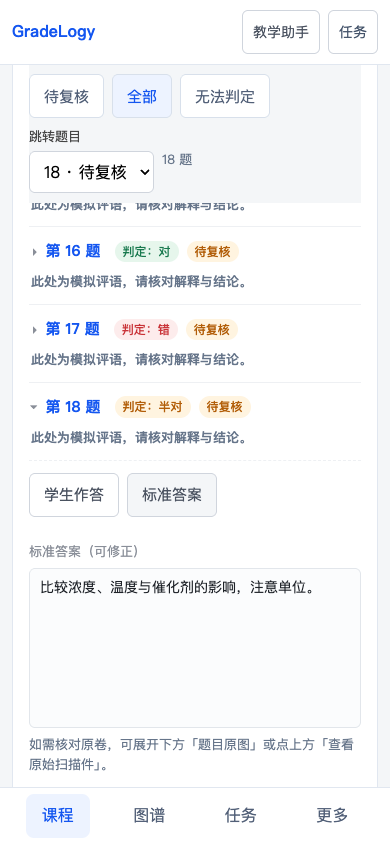 GradeLogy
教学助手
任务
待复核
全部
无法判定
跳转题目
18 · 待复核
18 题
此处为模拟评语，请核对解释与结论。
第 16 题
判定：对
待复核
此处为模拟评语，请核对解释与结论。
第 17 题
判定：错
待复核
此处为模拟评语，请核对解释与结论。
第 18 题
判定：半对
待复核
此处为模拟评语，请核对解释与结论。
学生作答
标准答案
标准答案（可修正）
比较浓度、温度与催化剂的影响，注意单位。
如需核对原卷，可展开下方「题目原图」或点上方「查看
原始扫描件」。
课程
图谱
任务
更多